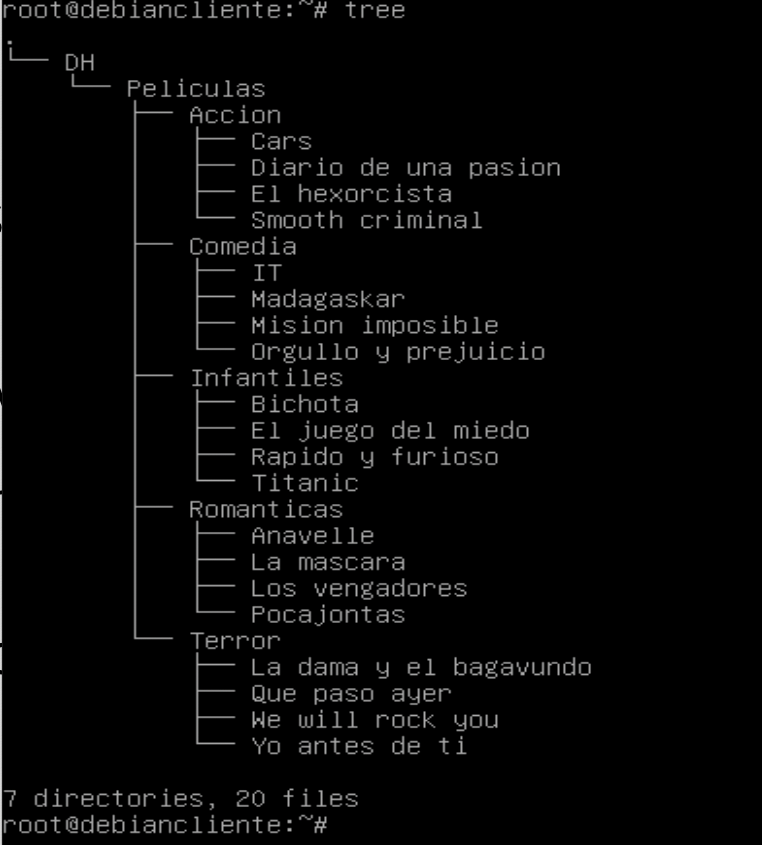 root@debiancliente:~# tree
.
└── DH
    └── Peliculas
        ├── Accion
        │   ├── Cars
        │   ├── Diario de una pasion
        │   ├── El hexorcista
        │   └── Smooth criminal
        ├── Comedia
        │   ├── IT
        │   ├── Madagaskar
        │   ├── Mision imposible
        │   └── Orgullo y prejuicio
        ├── Infantiles
        │   ├── Bichota
        │   ├── El juego del miedo
        │   ├── Rapido y furioso
        │   └── Titanic
        ├── Romanticas
        │   ├── Anavelle
        │   ├── La mascara
        │   ├── Los vengadores
        │   └── Pocajontas
        └── Terror
            ├── La dama y el bagavundo
            ├── Que paso ayer
            ├── We will rock you
            └── Yo antes de ti
7 directories, 20 files
root@debiancliente:~#